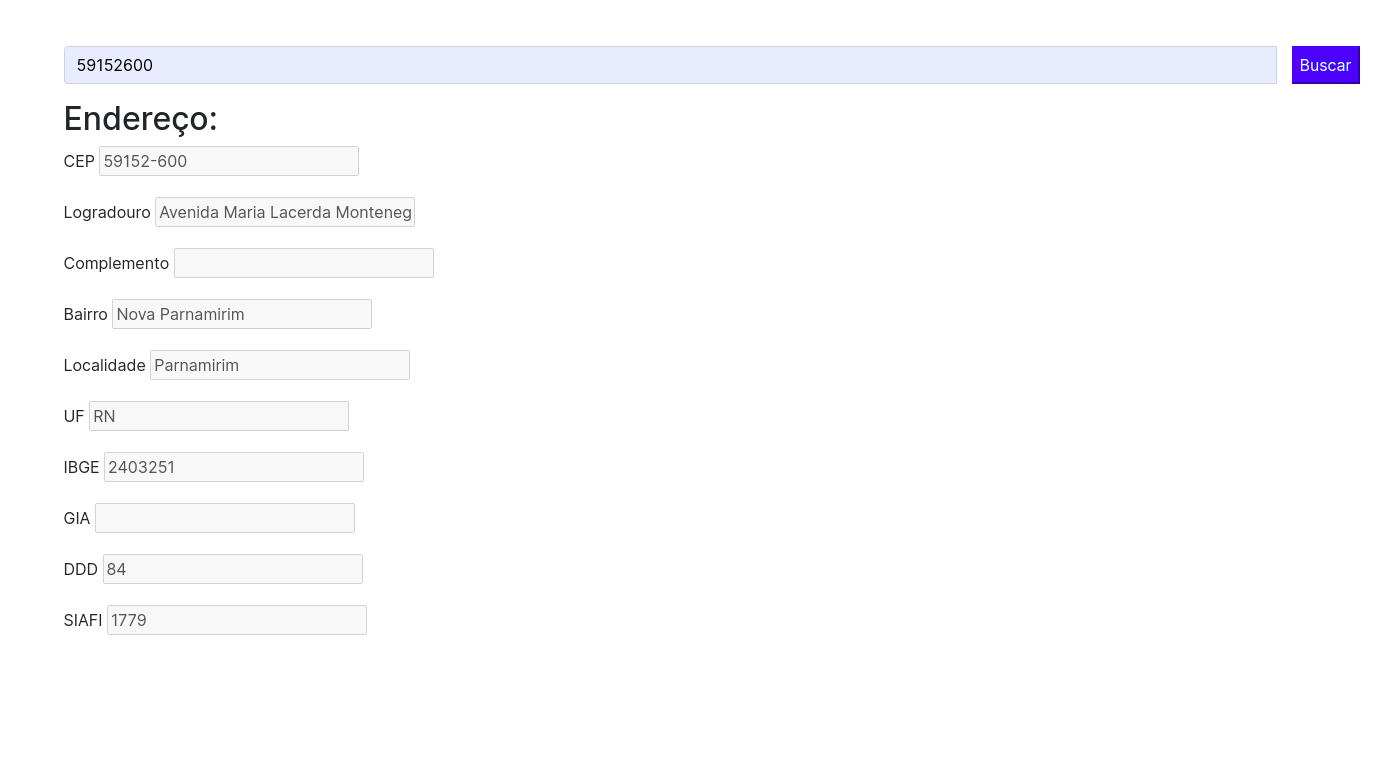 59152600 Buscar
Endereço:
CEP 59152-600
Logradouro Avenida Maria Lacerda Monteneg
Complemento
Bairro Nova Parnamirim
Localidade Parnamirim
UF RN
IBGE 2403251
GIA
DDD 84
SIAFI 1779